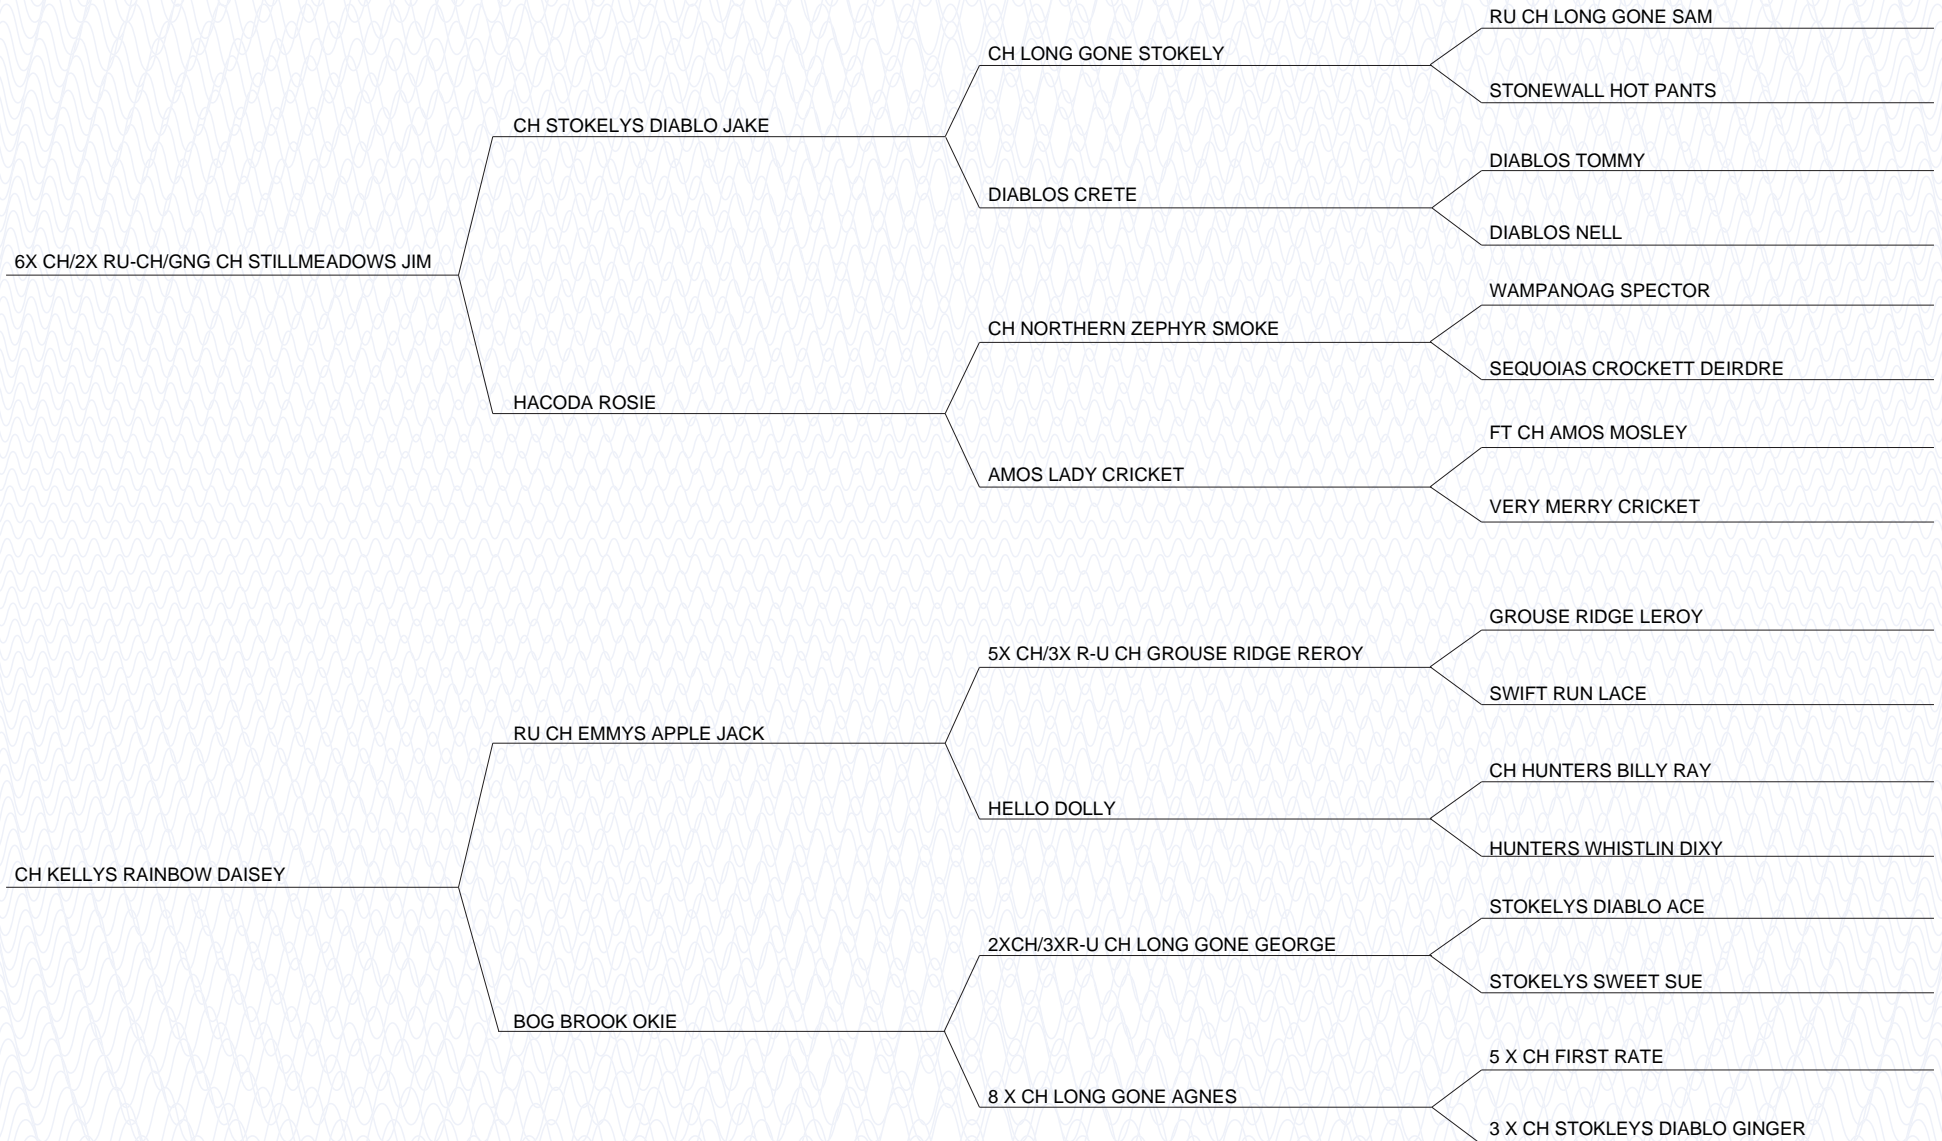 RU CH LONG GONE SAM
CH LONG GONE STOKELY
STONEWALL HOT PANTS
CH STOKELYS DIABLO JAKE
DIABLOS TOMMY
DIABLOS CRETE
DIABLOS NELL
6X CH/2X RU-CH/GNG CH STILLMEADOWS JIM
WAMPANOAG SPECTOR
CH NORTHERN ZEPHYR SMOKE
SEQUOIAS CROCKETT DEIRDRE
HACODA ROSIE
FT CH AMOS MOSLEY
AMOS LADY CRICKET
VERY MERRY CRICKET
GROUSE RIDGE LEROY
5X CH/3X R-U CH GROUSE RIDGE REROY
SWIFT RUN LACE
RU CH EMMYS APPLE JACK
CH HUNTERS BILLY RAY
HELLO DOLLY
HUNTERS WHISTLIN DIXY
CH KELLYS RAINBOW DAISEY
STOKELYS DIABLO ACE
2XCH/3XR-U CH LONG GONE GEORGE
STOKELYS SWEET SUE
BOG BROOK OKIE
5 X CH FIRST RATE
8 X CH LONG GONE AGNES
3 X CH STOKLEYS DIABLO GINGER